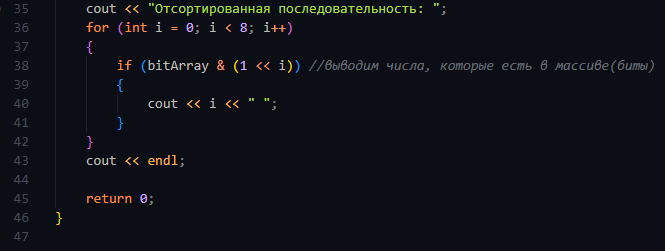 35 cout << "Отсортированная последовательность: ";
36 for (int i = 0; i < 8; i++)
37 {
38 if (bitArray & (1 << i)) //выводим числа, которые есть в массиве(биты)
39 {
40 cout << i << " ";
41 }
42 }
43 cout << endl;
44
45 return 0;
46 }
47